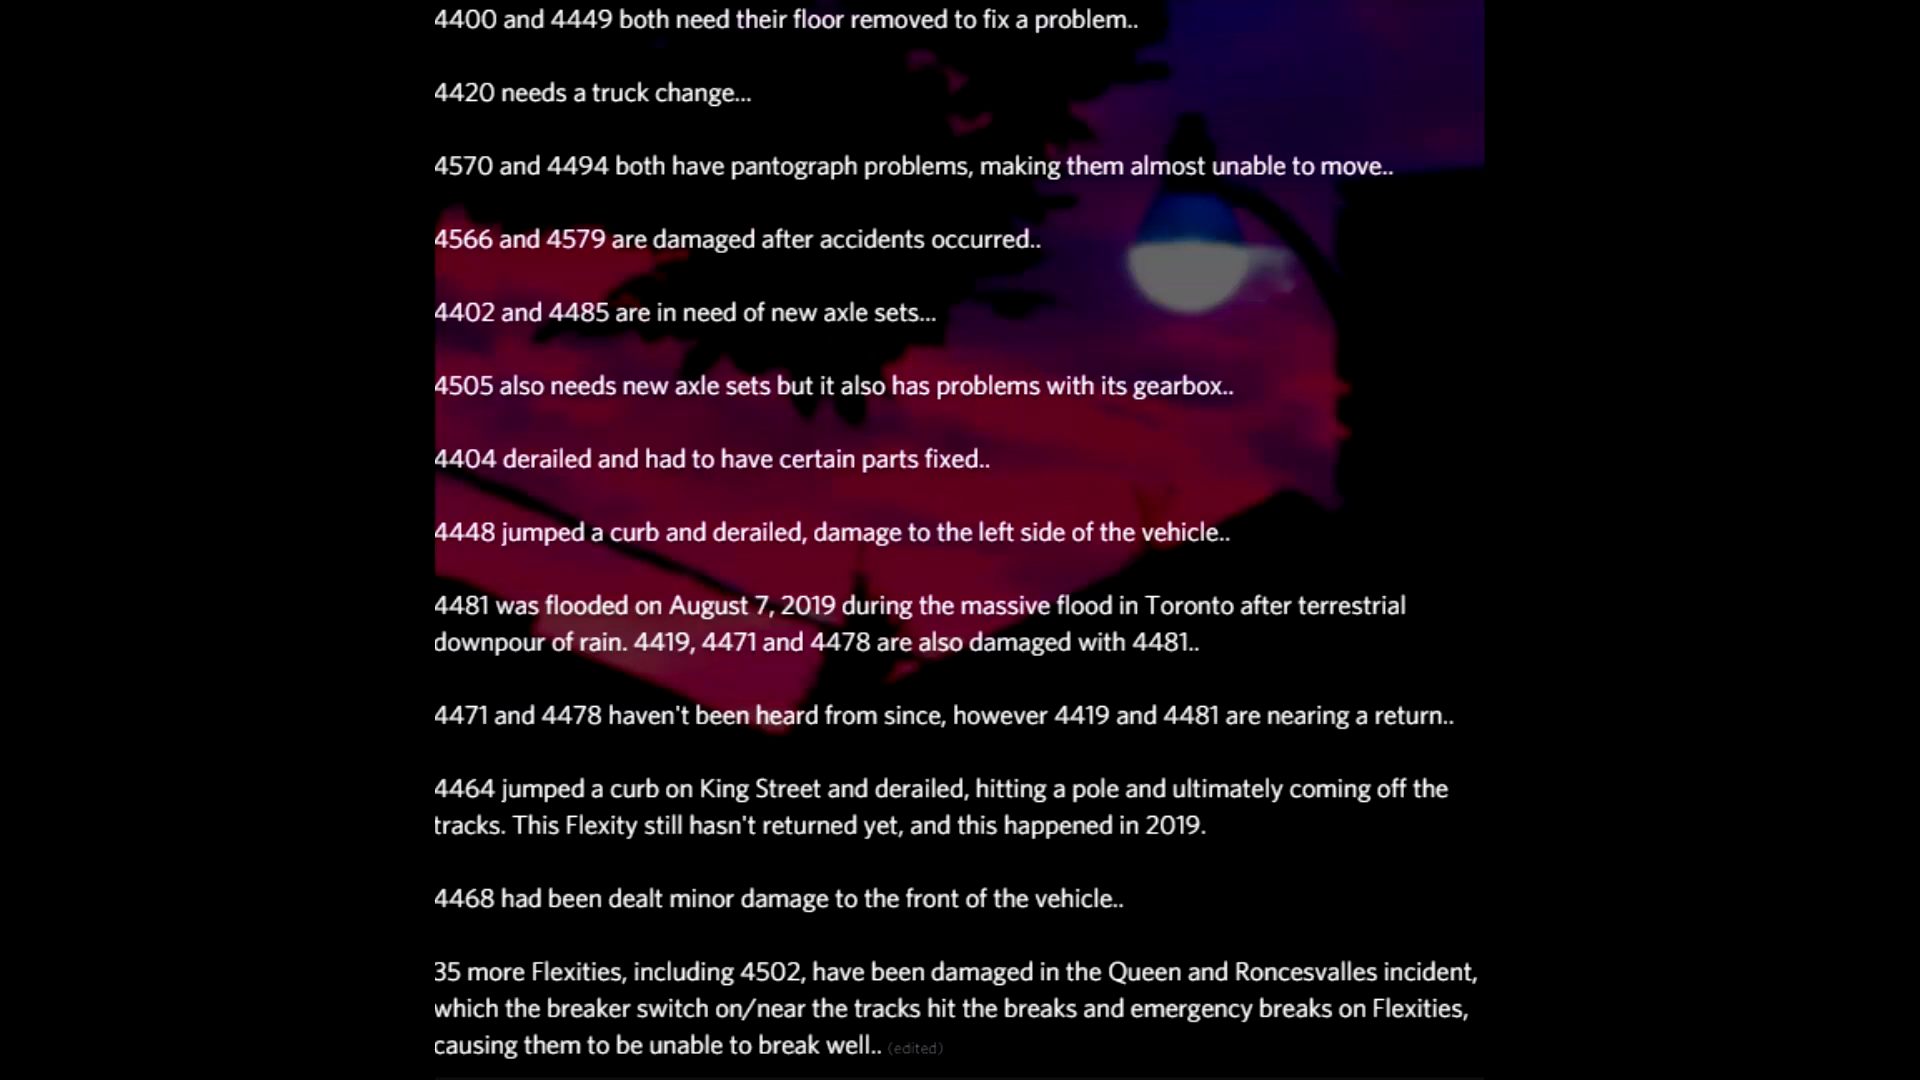 4400 and 4449 both need their floor removed to fix a problem..
4420 needs a truck change...
4570 and 4494 both have pantograph problems, making them almost unable to move..
4566 and 4579 are damaged after accidents occurred..
4402 and 4485 are in need of new axle sets...
4505 also needs new axle sets but it also has problems with its gearbox..
4404 derailed and had to have certain parts fixed..
4448 jumped a curb and derailed, damage to the left side of the vehicle..
4481 was flooded on August 7, 2019 during the massive flood in Toronto after terrestrial
downpour of rain. 4419, 4471 and 4478 are also damaged with 4481..
4471 and 4478 haven't been heard from since, however 4419 and 4481 are nearing a return..
4464 jumped a curb on King Street and derailed, hitting a pole and ultimately coming off the
tracks. This Flexity still hasn't returned yet, and this happened in 2019.
4468 had been dealt minor damage to the front of the vehicle..
35 more Flexities, including 4502, have been damaged in the Queen and Roncesvalles incident,
which the breaker switch on/near the tracks hit the breaks and emergency breaks on Flexities,
causing them to be unable to break well.. (edited)